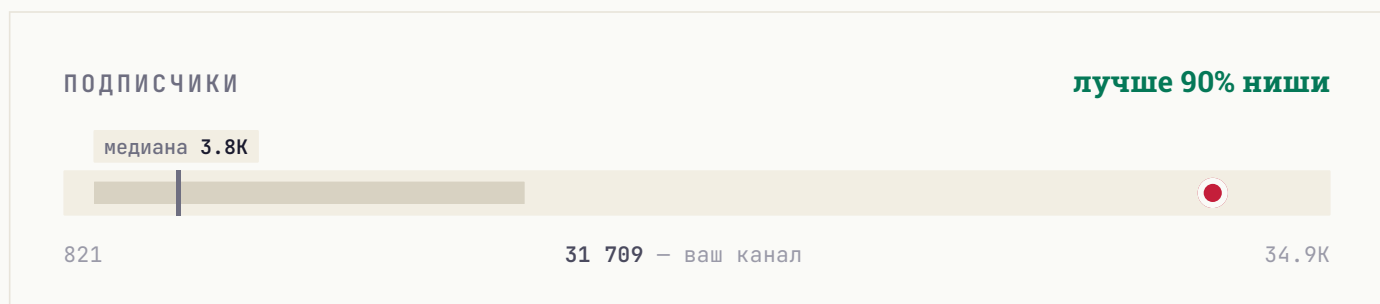 ПОДПИСЧИКИ
лучше 90% ниши
медиана 3.8K
821
31 709 — ваш канал
34.9K